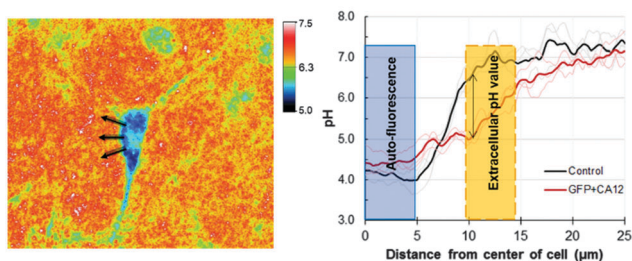 7.5
6.3
5.0
pH
8.0
7.0
6.0
5.0
4.0
3.0
Auto-fluorescence
Extracellular pH value
Control
GFP+CA12
0
5
10
15
20
25
Distance from center of cell (μm)